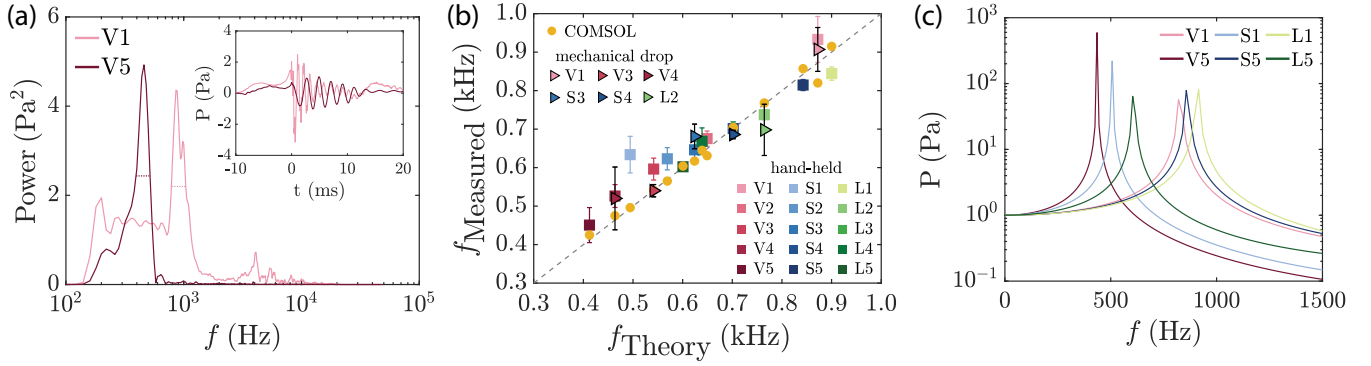 (a)
6
4
2
0
Power (Pa²)
10² 10³ 10⁴ 10⁵
f (Hz)
V1
V5
4
2
0
-1
-3
P (Pa)
-20 -10 0 10 20
t (ms)
(b)
1.0
0.9
0.8
0.7
0.6
0.5
0.4
0.3
f_Measured (kHz)
0.3 0.4 0.5 0.6 0.7 0.8 0.9 1.0
f_Theory (kHz)
COMSOL
mechanical drop
V1 V3 V4
S3 S4 L2
hand-held
V1 S1 L1
V2 S2 L2
V3 S3 L3
V4 S4 L4
V5 S5 L5
(c)
10³
10²
10¹
10⁰
10⁻¹
P (Pa)
0 500 1000 1500
f (Hz)
V1 S1 L1
V5 S5 L5